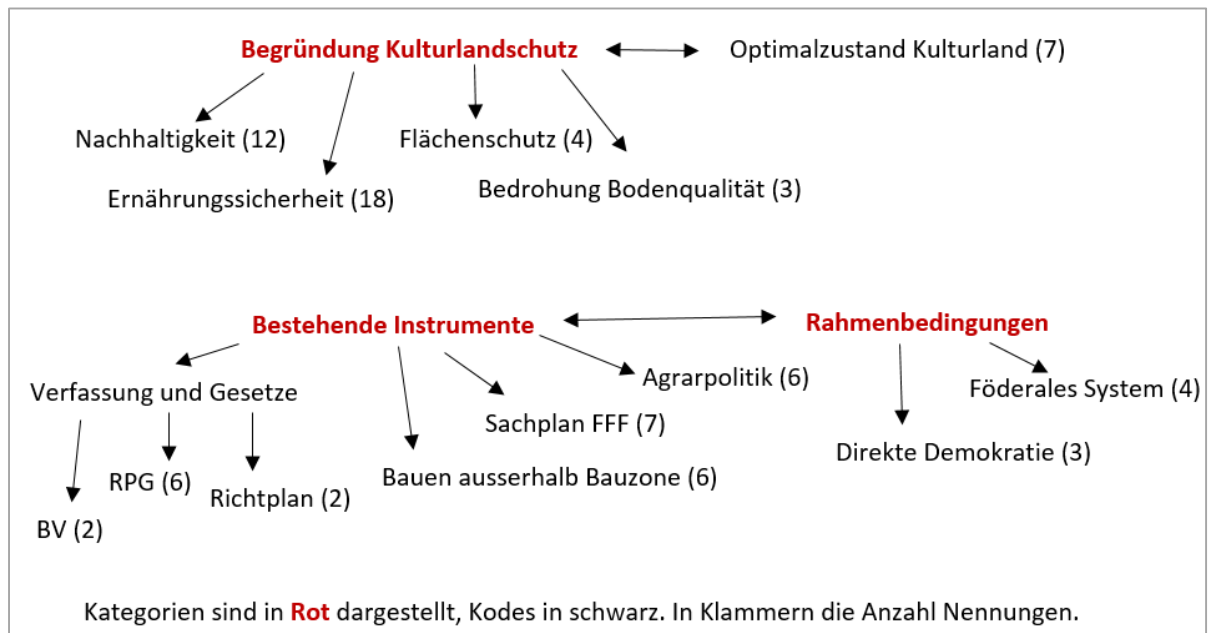 Begründung Kulturlandschutz
Optimalzustand Kulturland (7)
Nachhaltigkeit (12)
Flächenschutz (4)
Ernährungssicherheit (18)
Bedrohung Bodenqualität (3)
Bestehende Instrumente
Rahmenbedingungen
Verfassung und Gesetze
Agrarpolitik (6)
Föderales System (4)
Sachplan FFF (7)
Direkte Demokratie (3)
RPG (6)
Richtplan (2)
Bauen ausserhalb Bauzone (6)
BV (2)
Kategorien sind in Rot dargestellt, Kodes in schwarz. In Klammern die Anzahl Nennungen.